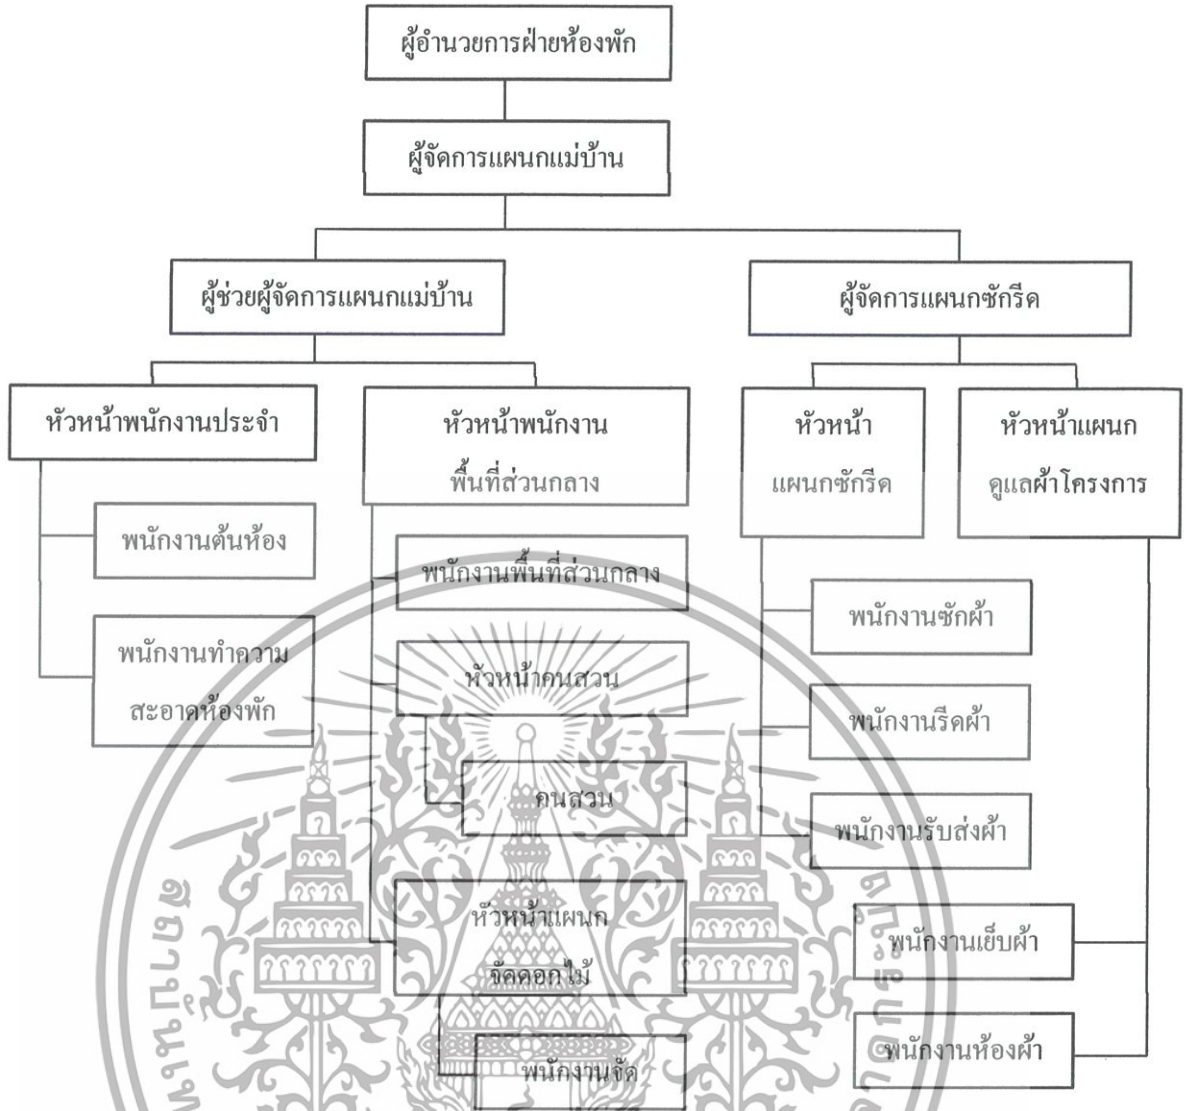 ผู้อำนวยการฝ่ายห้องพัก
ผู้จัดการแผนกแม่บ้าน
ผู้ช่วยผู้จัดการแผนกแม่บ้าน
ผู้จัดการแผนกซักรีด
หัวหน้าพนักงานประจำ
หัวหน้าพนักงาน
พื้นที่ส่วนกลาง
หัวหน้า
แผนกซักรีด
หัวหน้าแผนก
ดูแลผ้าโครงการ
พนักงานต้นห้อง
พนักงานทำความ
สะอาดห้องพัก
พนักงานพื้นที่ส่วนกลาง
หัวหน้าคนสวน
คนสวน
หัวหน้าแผนก
จัดดอกไม้
พนักงานจัด
พนักงานซักผ้า
พนักงานรีดผ้า
พนักงานรับส่งผ้า
พนักงานเย็บผ้า
พนักงานห้องผ้า